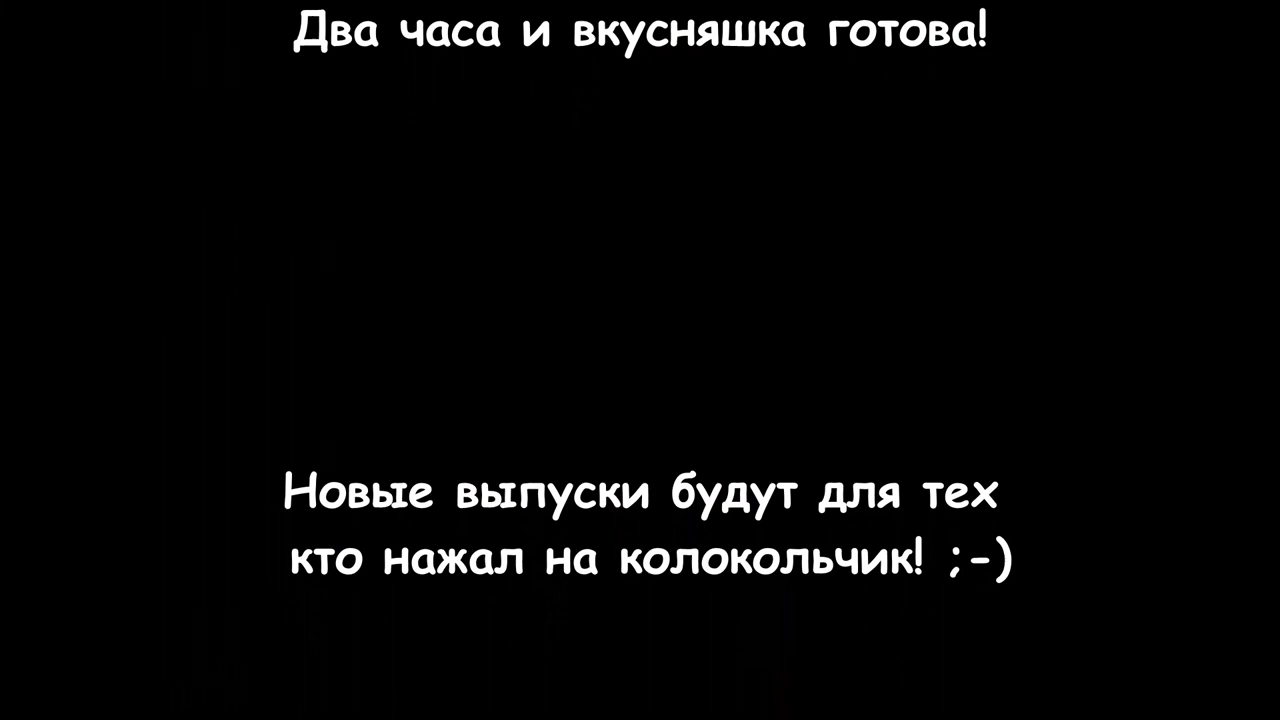 Два часа и вкусняшка готова!
Новые выпуски будут для тех
кто нажал на колокольчик! ;-)